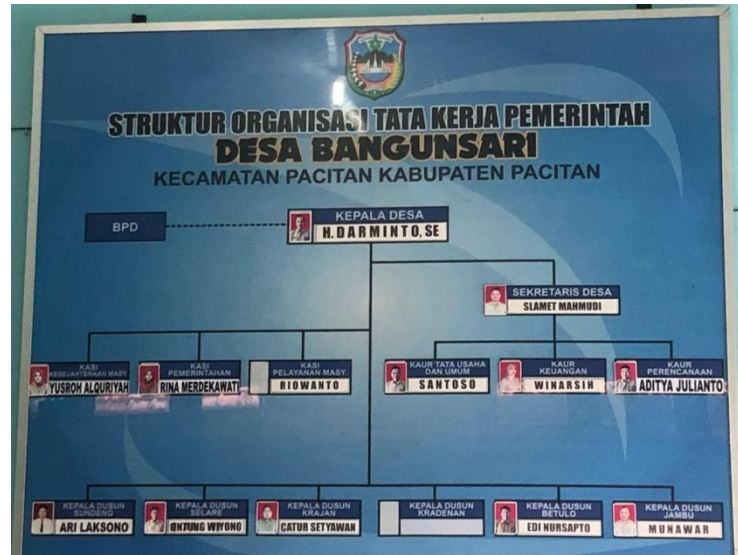 STRUKTUR ORGANISASI TATA KERJA PEMERINTAH
DESA BANGUNSARI
KECAMATAN PACITAN KABUPATEN PACITAN
BPD
KEPALA DESA
H. DARMINTO, SE
SEKRETARIS DESA
SLAMET MAHMUDI
KASI
KESEJAHTERAAN MASY.
YUSROH ALQURIYAH
KASI
PEMERINTAHAN
RINA MERDEKAWATI
KASI
PELAYANAN MASY.
RIOWANTO
KAUR TATA USAHA
DAN UMUM
SANTOSO
KAUR
KEUANGAN
WINARSIH
KAUR
PERENCANAAN
ADITYA JULIANTO
KEPALA DUSUN
SUNDENG
ARI LAKSONO
KEPALA DUSUN
SELARE
WIYONO
KEPALA DUSUN
KRAJAN
CATUR SETYAWAN
KEPALA DUSUN
KRADENAN
KEPALA DUSUN
BETULO
EDI NURSAPTO
KEPALA DUSUN
JAMBU
MUNAWAR